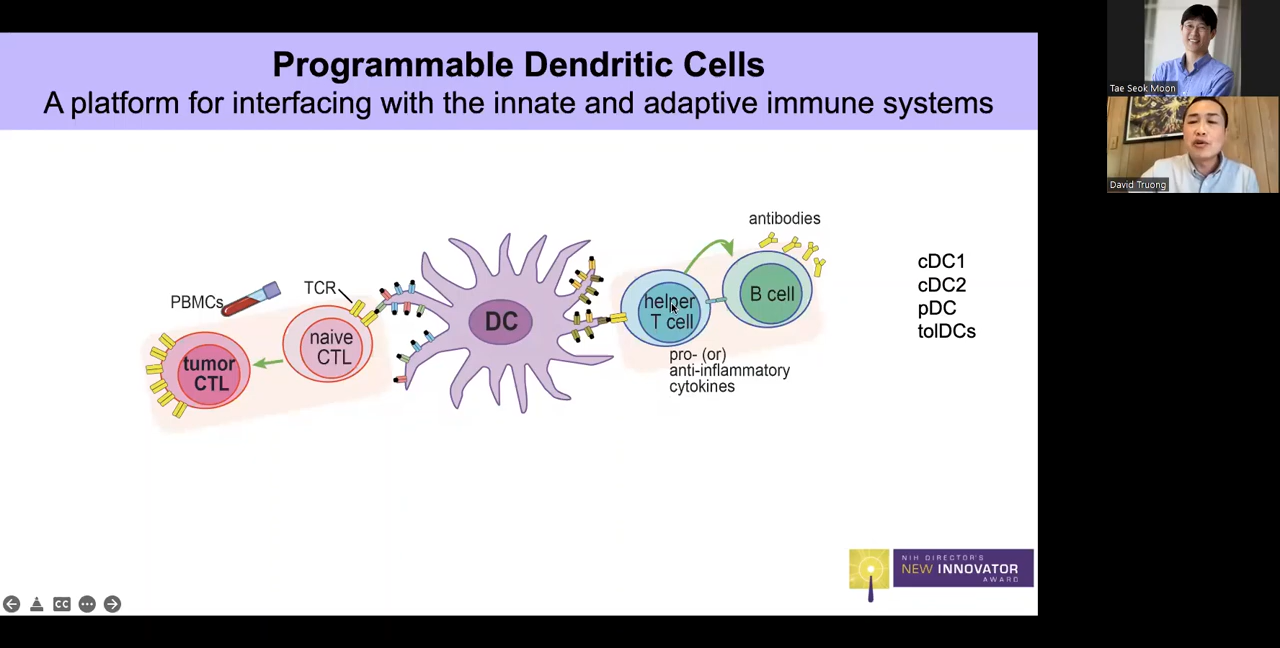 Programmable Dendritic Cells
A platform for interfacing with the innate and adaptive immune systems
Tae Seok Moon
David Truong
antibodies
PBMCs
TCR
naive
CTL
tumor
CTL
DC
helper
T cell
B cell
pro- (or)
anti-inflammatory
cytokines
cDC1
cDC2
pDC
tolDCs
NIH DIRECTOR'S
NEW INNOVATOR
AWARD
CC